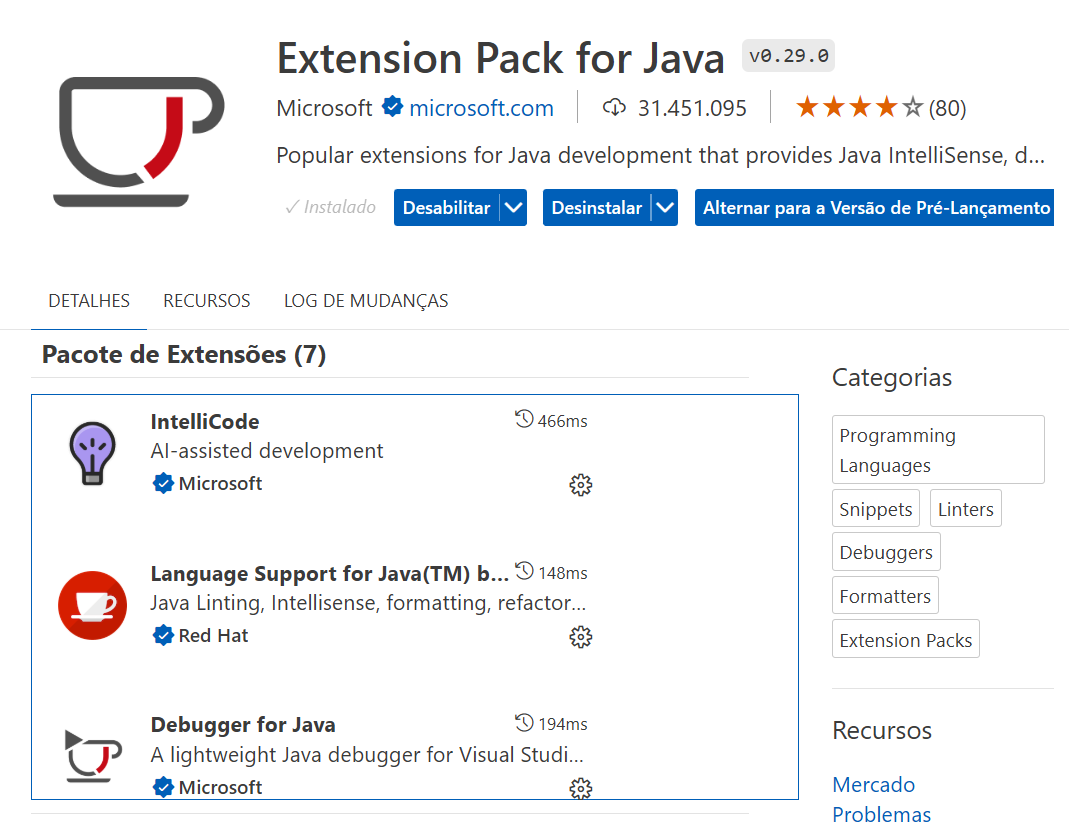 Extension Pack for Java v0.29.0
Microsoft microsoft.com 31.451.095 (80)
Popular extensions for Java development that provides Java IntelliSense, d...
Instalado Desabilitar Desinstalar Alternar para a Versão de Pré-Lançamento
DETALHES RECURSOS LOG DE MUDANÇAS
Pacote de Extensões (7)
IntelliCode 466ms
AI-assisted development
Microsoft
Language Support for Java(TM) b... 148ms
Java Linting, Intellisense, formatting, refactor...
Red Hat
Debugger for Java 194ms
A lightweight Java debugger for Visual Studi...
Microsoft
Categorias
Programming
Languages
Snippets Linters
Debuggers
Formatters
Extension Packs
Recursos
Mercado
Problemas